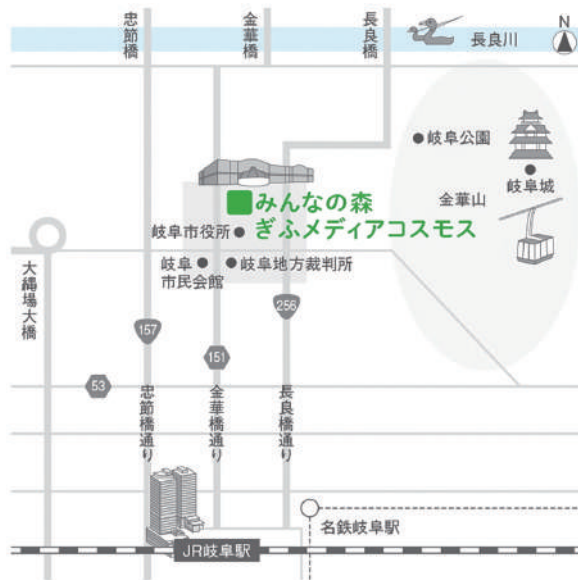 忠節橋
金華橋
長良橋
長良川
N
岐阜公園
岐阜城
金華山
みんなの森
ぎふメディアコスモス
岐阜市役所
岐阜
市民会館
岐阜地方裁判所
大縄場大橋
157
256
151
53
忠節橋通り
金華橋通り
長良橋通り
名鉄岐阜駅
JR岐阜駅